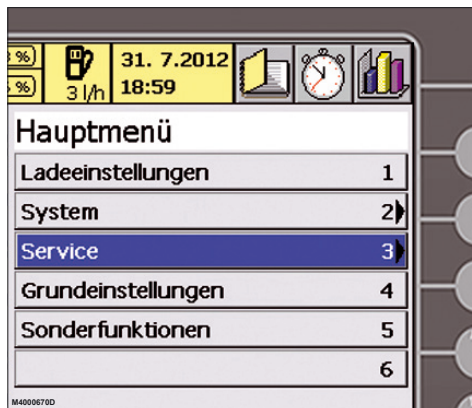 %)
31. 7.2012
%)
3 l/h
18:59
Hauptmenü
Ladeeinstellungen 1
System 2
Service 3
Grundeinstellungen 4
Sonderfunktionen 5
6
M4000670D